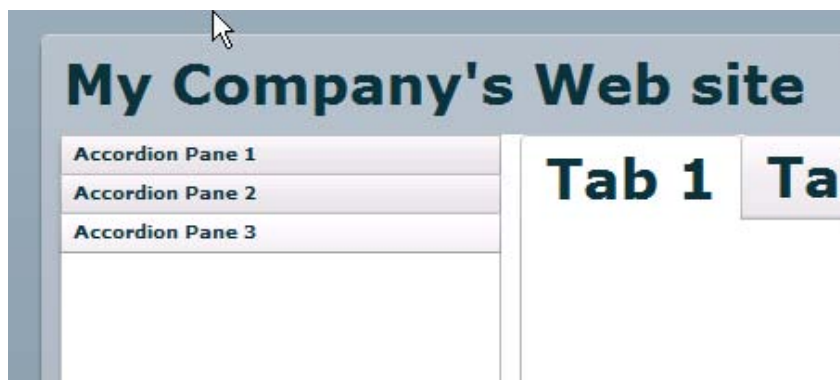 My Company's Web site
Accordion Pane 1
Accordion Pane 2
Accordion Pane 3
Tab 1